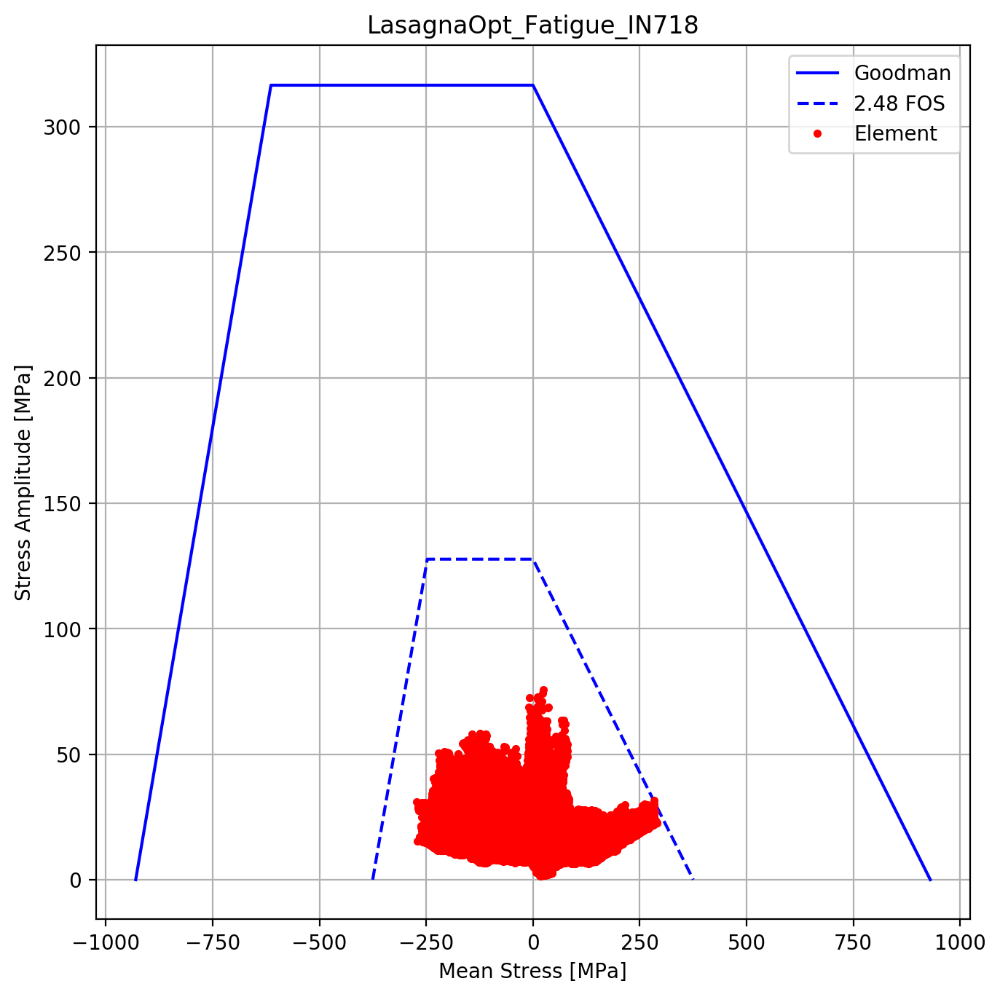 LasagnaOpt_Fatigue_IN718
Goodman
2.48 FOS
Element
300
250
200
150
100
50
0
Stress Amplitude [MPa]
−1000 −750 −500 −250 0 250 500 750 1000
Mean Stress [MPa]